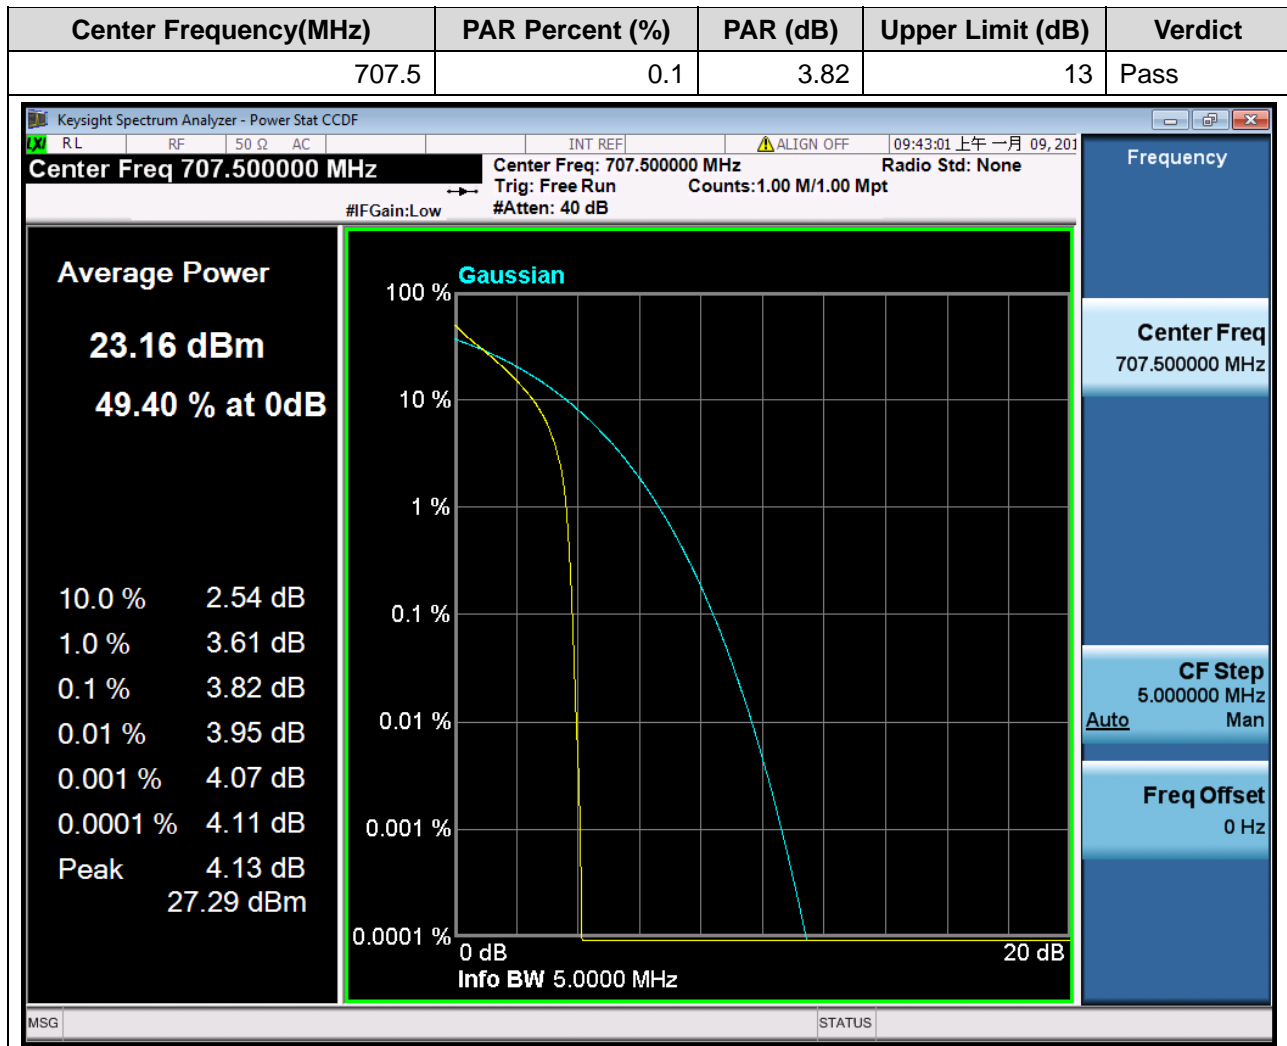 Center Frequency(MHz) PAR Percent (%) PAR (dB) Upper Limit (dB) Verdict
707.5 0.1 3.82 13 Pass
Keysight Spectrum Analyzer - Power Stat CCDF
LXI RL RF 50 Ω AC INT REF ALIGN OFF 09:43:01 上午 一月 09, 201
Center Freq 707.500000 MHz
Center Freq: 707.500000 MHz Radio Std: None
Trig: Free Run Counts:1.00 M/1.00 Mpt
#IFGain:Low #Atten: 40 dB
Average Power
23.16 dBm
49.40 % at 0dB
10.0 % 2.54 dB
1.0 % 3.61 dB
0.1 % 3.82 dB
0.01 % 3.95 dB
0.001 % 4.07 dB
0.0001 % 4.11 dB
Peak 4.13 dB
27.29 dBm
Gaussian
100 %
10 %
1 %
0.1 %
0.01 %
0.001 %
0.0001 %
0 dB 20 dB
Info BW 5.0000 MHz
Frequency
Center Freq
707.500000 MHz
CF Step
5.000000 MHz
Auto Man
Freq Offset
0 Hz
MSG STATUS